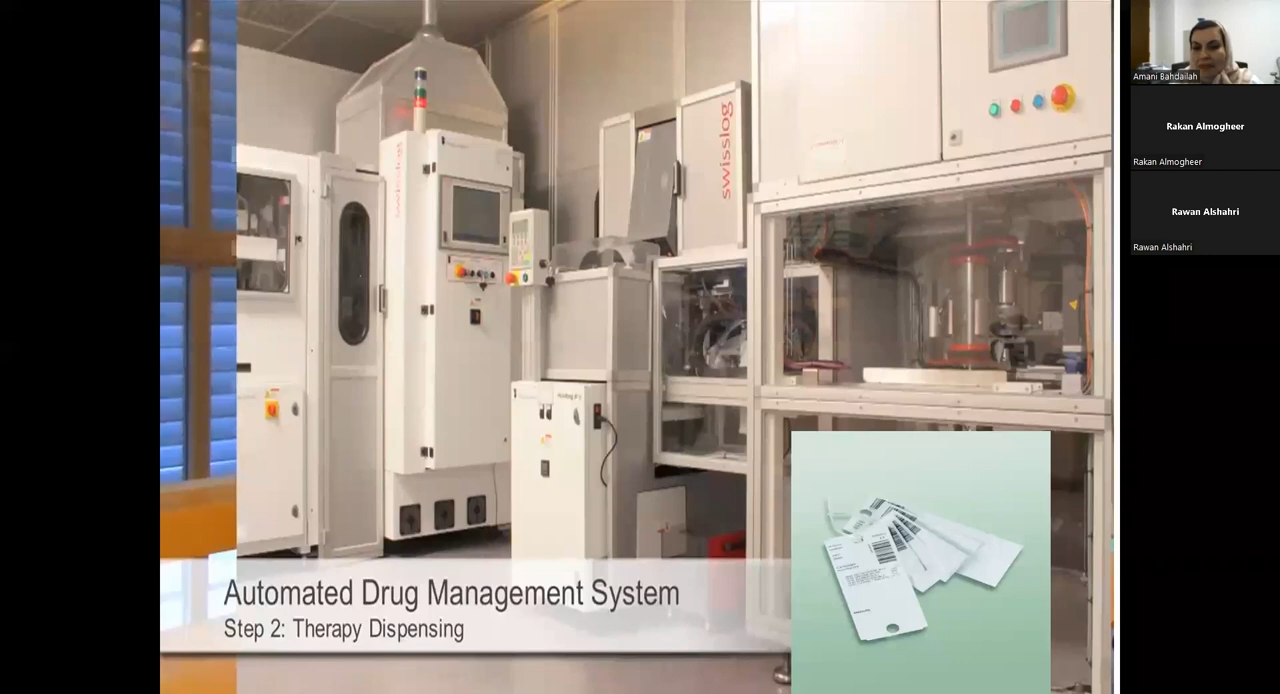 swisslog
swisslog
Automated Drug Management System
Step 2: Therapy Dispensing
Amani Bahdailah
Rakan Almogheer
Rakan Almogheer
Rawan Alshahri
Rawan Alshahri